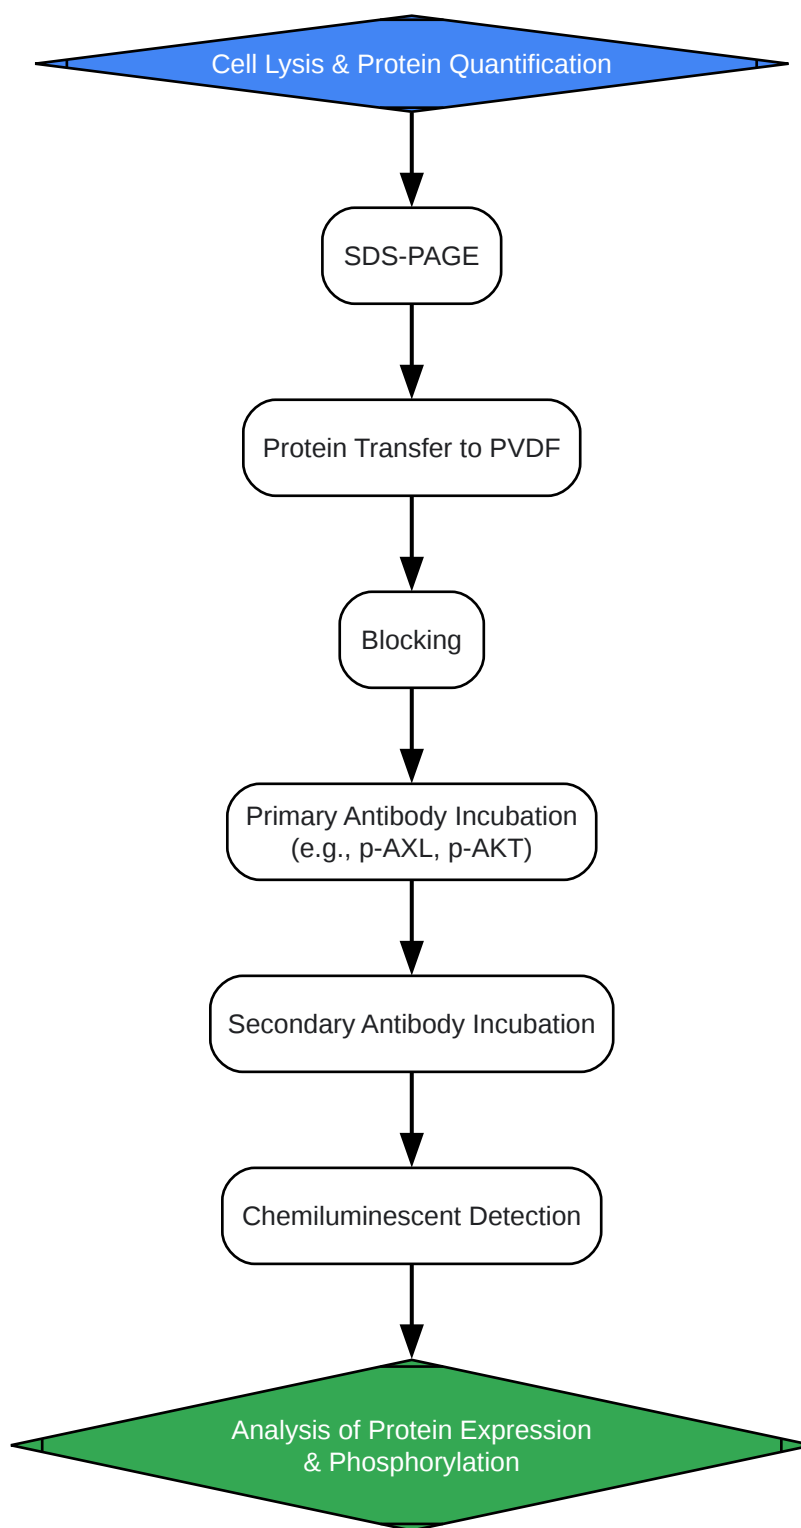 Cell Lysis & Protein Quantification
SDS-PAGE
Protein Transfer to PVDF
Blocking
Primary Antibody Incubation
(e.g., p-AXL, p-AKT)
Secondary Antibody Incubation
Chemiluminescent Detection
Analysis of Protein Expression
& Phosphorylation